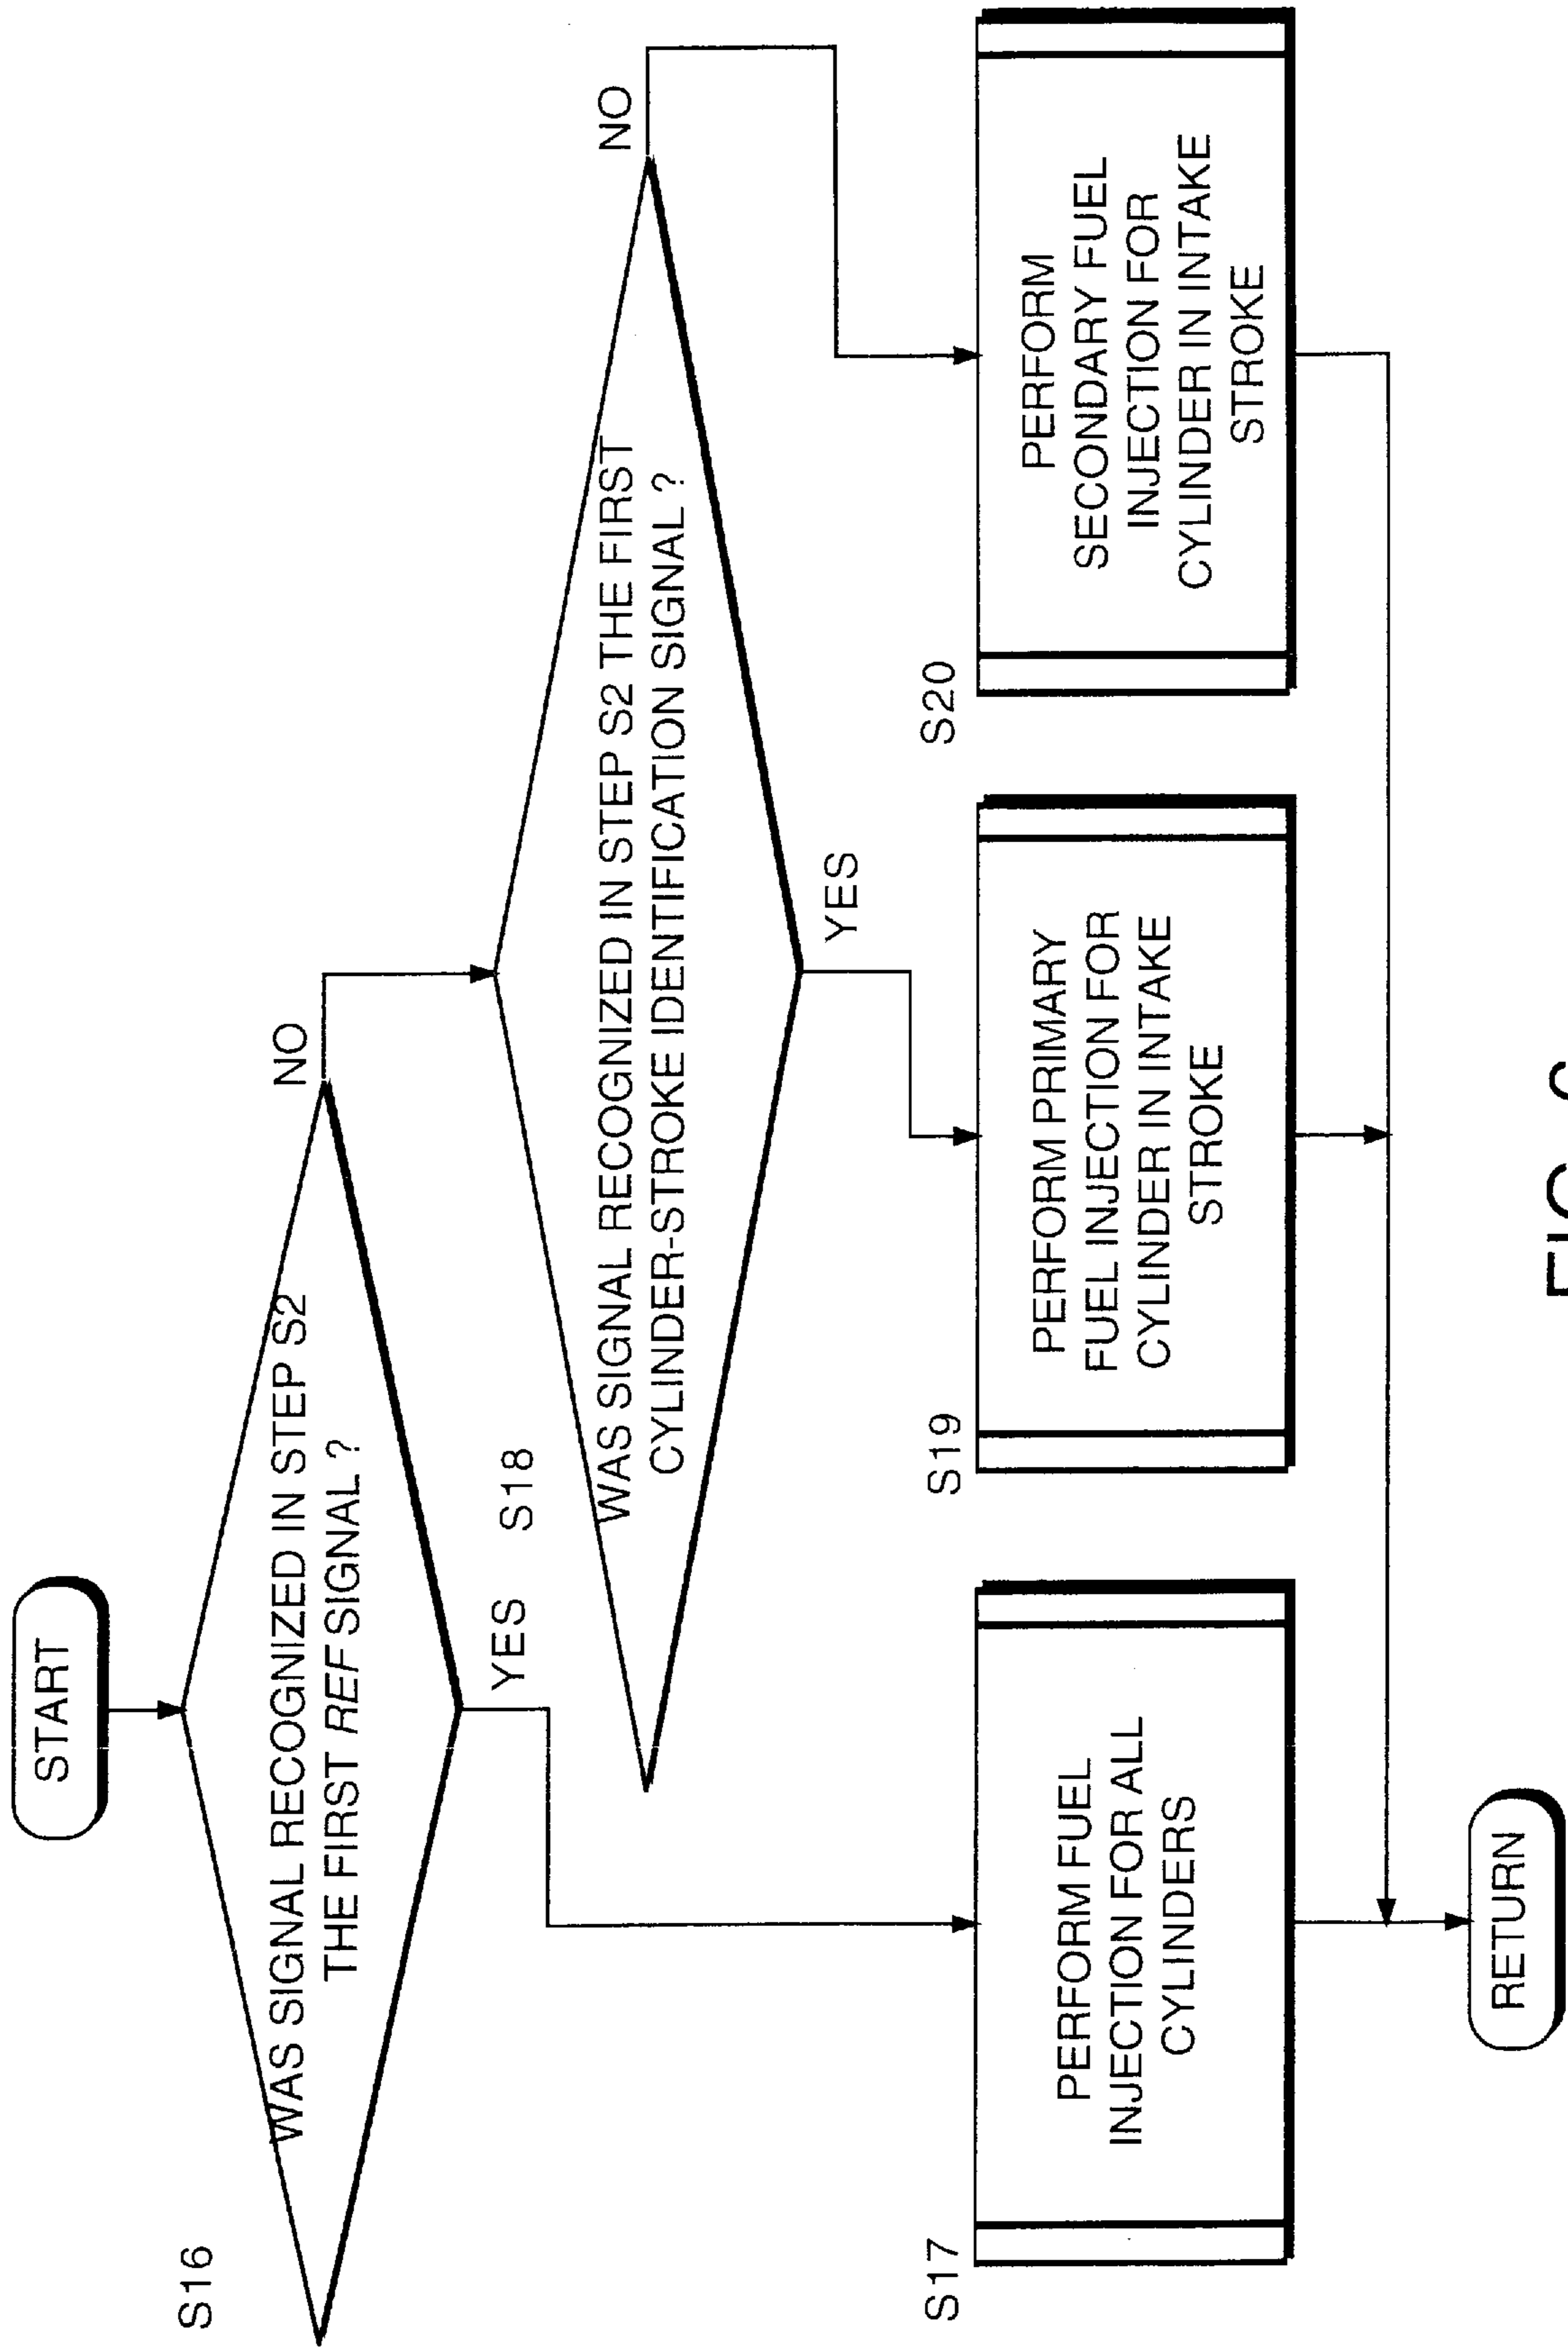 START
S16
WAS SIGNAL RECOGNIZED IN STEP S2
THE FIRST REF SIGNAL ?
NO
YES
S18
WAS SIGNAL RECOGNIZED IN STEP S2 THE FIRST
CYLINDER-STROKE IDENTIFICATION SIGNAL ?
NO
YES
S17
PERFORM FUEL
INJECTION FOR ALL
CYLINDERS
S19
PERFORM PRIMARY
FUEL INJECTION FOR
CYLINDER IN INTAKE
STROKE
S20
PERFORM
SECONDARY FUEL
INJECTION FOR
CYLINDER IN INTAKE
STROKE
RETURN